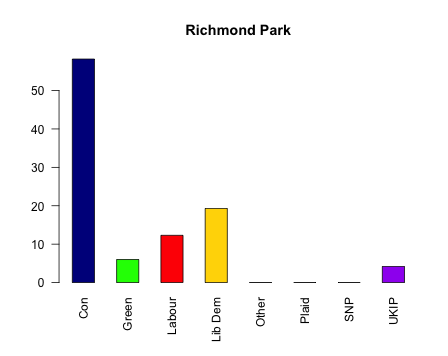 Richmond Park
50
40
30
20
10
0
Con
Green
Labour
Lib Dem
Other
Plaid
SNP
UKIP